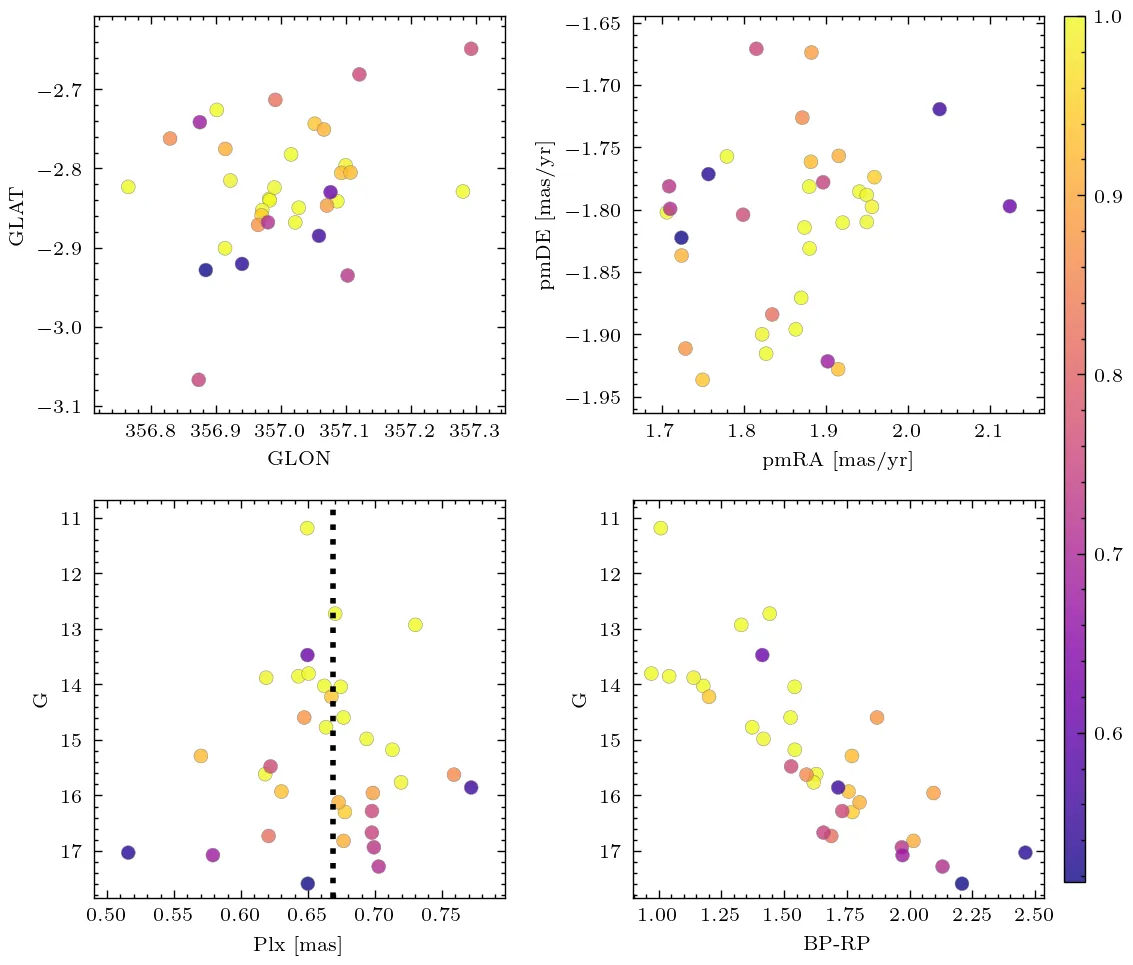 −2.7
−2.8
−2.9
−3.0
−3.1
GLAT
356.8 356.9 357.0 357.1 357.2 357.3
GLON
−1.65
−1.70
−1.75
−1.80
−1.85
−1.90
−1.95
pmDE [mas/yr]
1.7 1.8 1.9 2.0 2.1
pmRA [mas/yr]
11
12
13
14
15
16
17
G
0.50 0.55 0.60 0.65 0.70 0.75
Plx [mas]
11
12
13
14
15
16
17
G
1.00 1.25 1.50 1.75 2.00 2.25 2.50
BP-RP
1.0
0.9
0.8
0.7
0.6